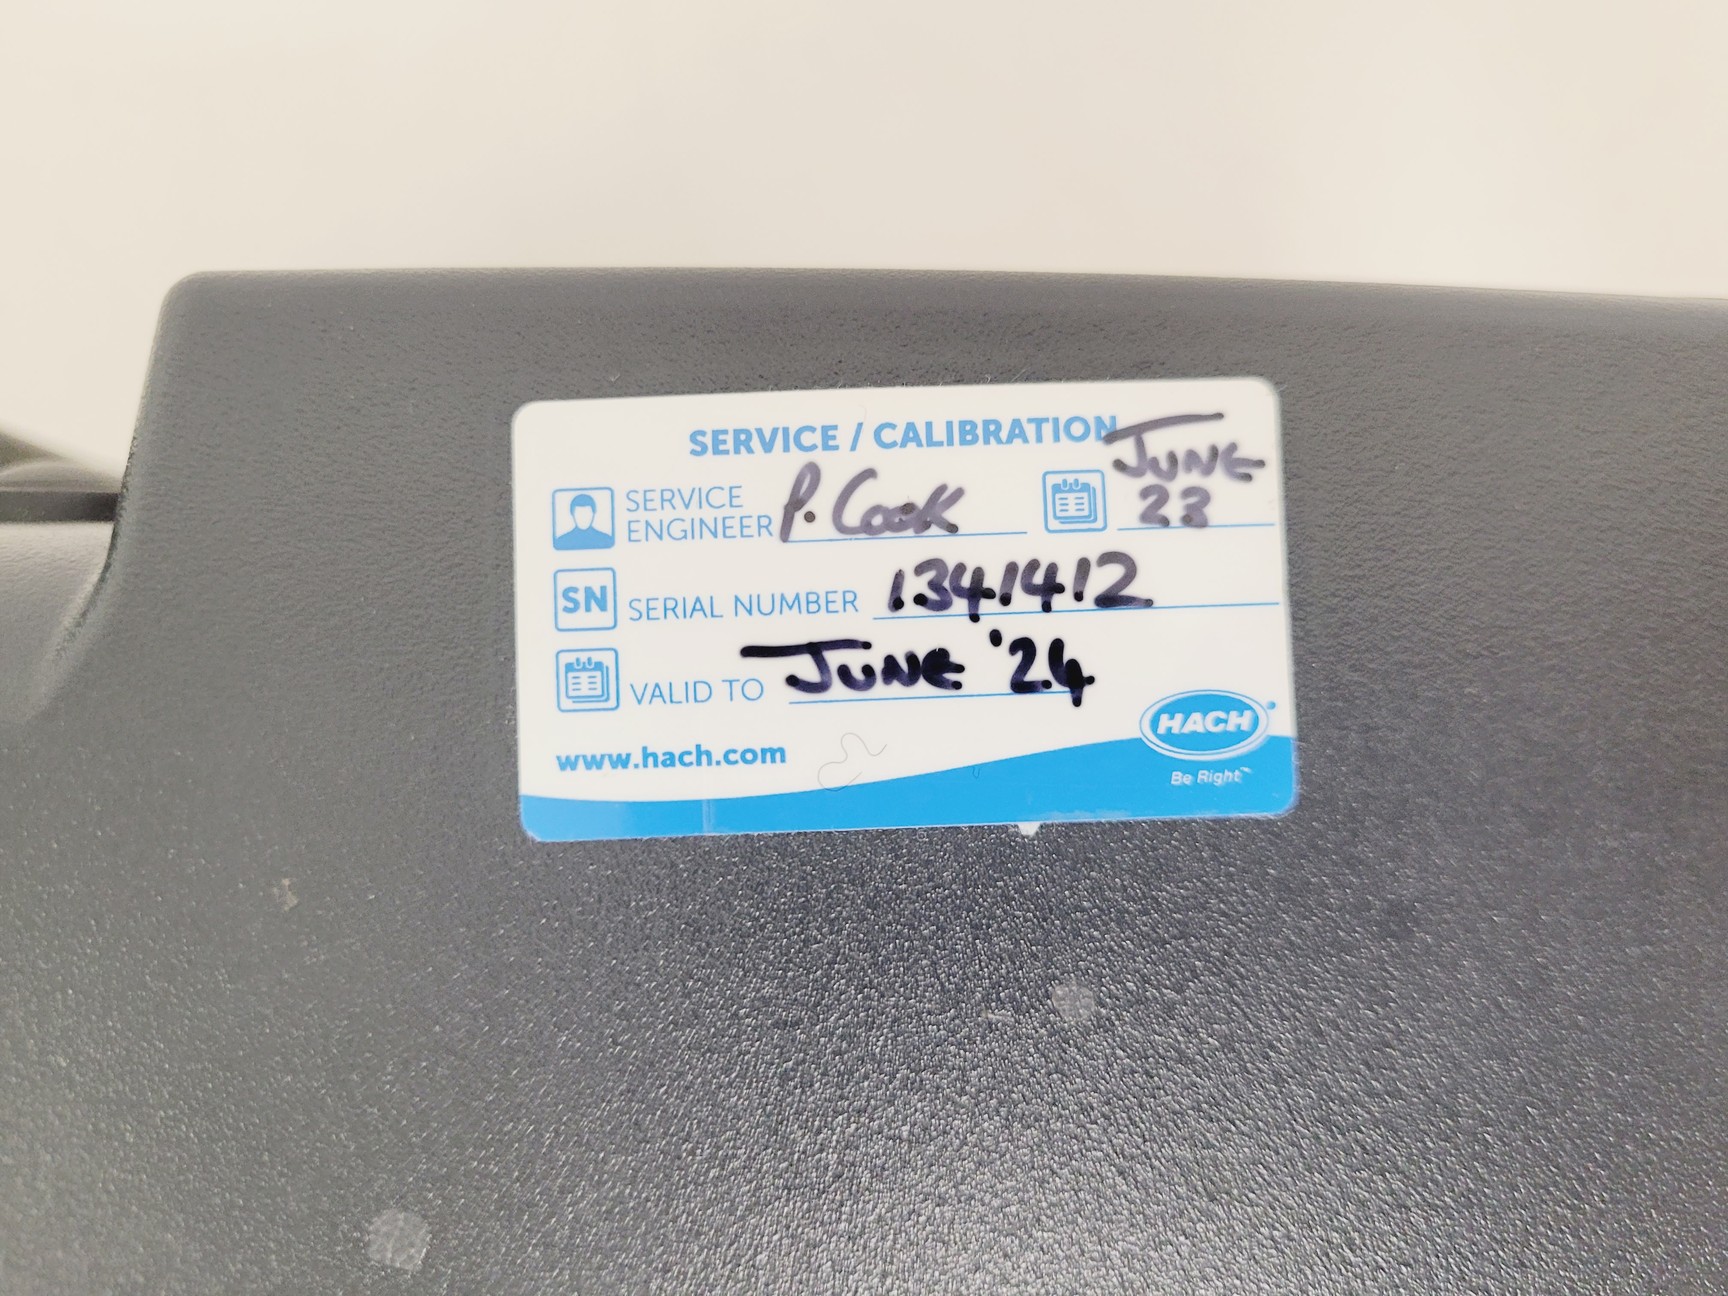 SERVICE / CALIBRATION
SERVICE ENGINEER P. Cook
JUNE 23
SN SERIAL NUMBER 1341412
VALID TO JUNE '24
www.hach.com
HACH
Be Right™